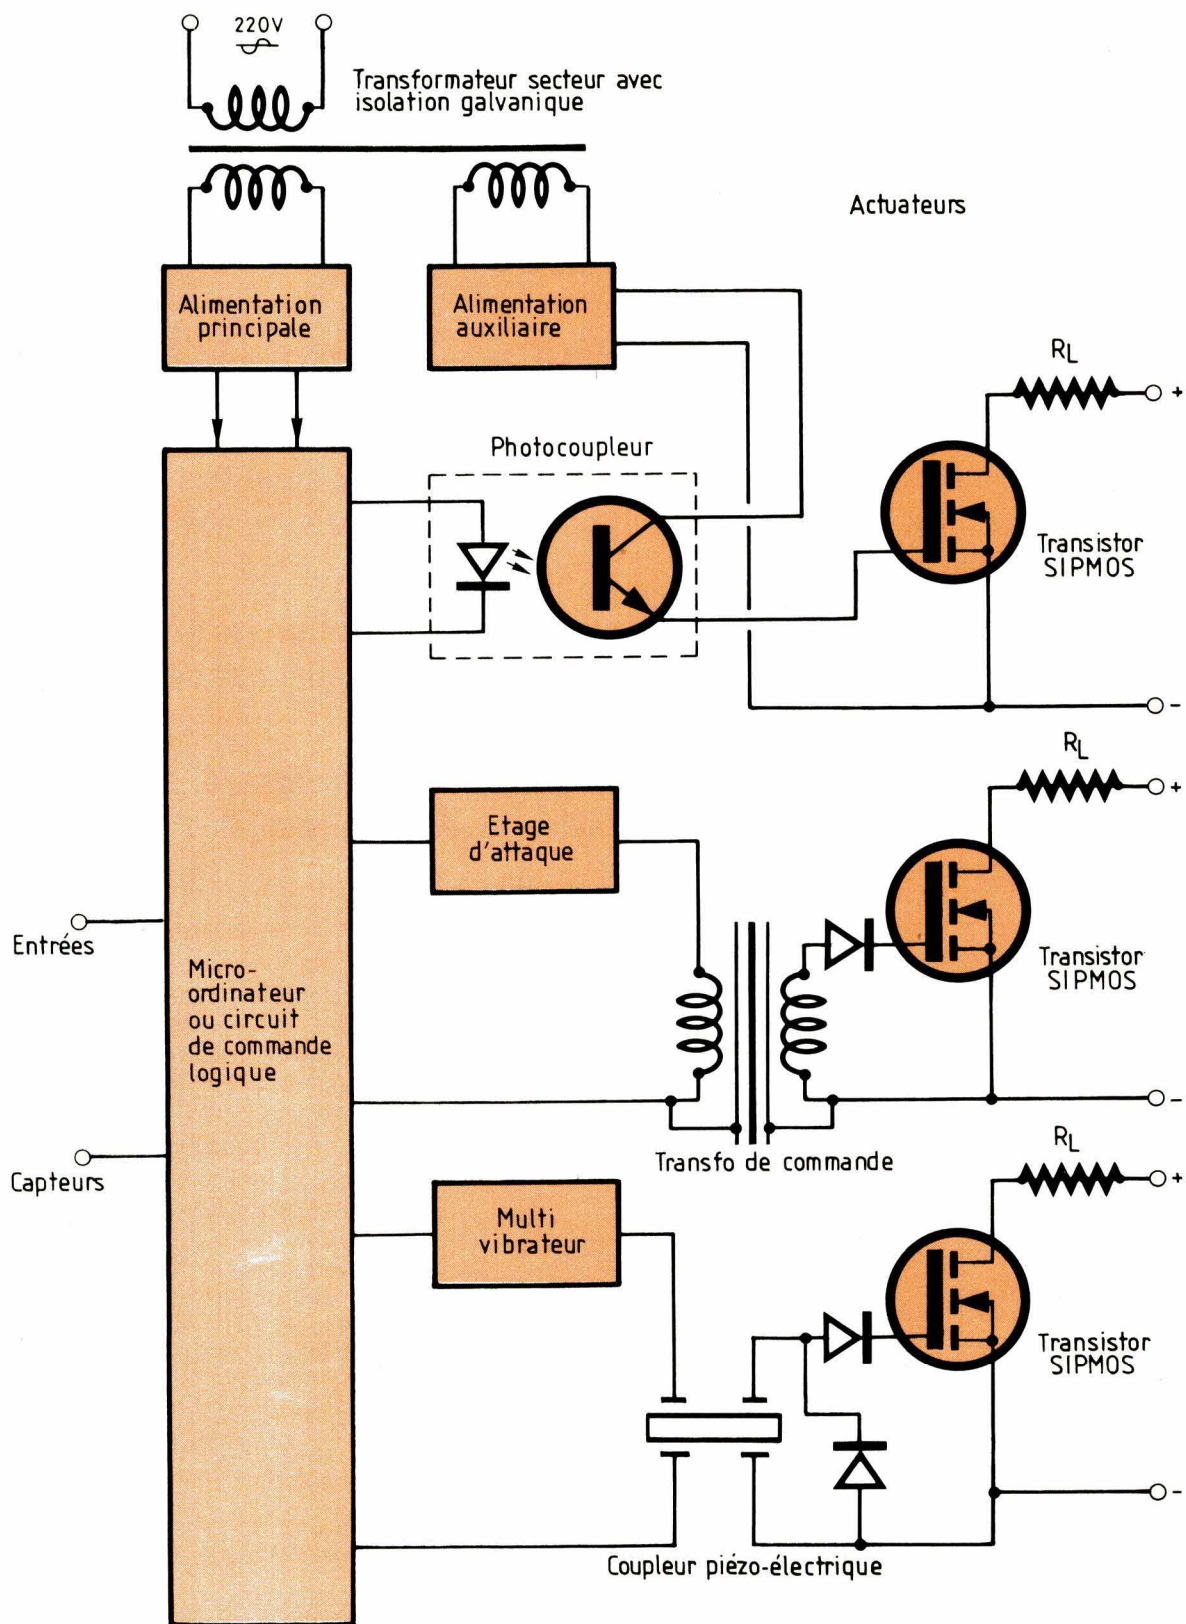 220V
Transformateur secteur avec
isolation galvanique
Actuateurs
Alimentation
principale
Alimentation
auxiliaire
RL
+
Photocoupleur
Transistor
SIPMOS
-
RL
+
Etage
d'attaque
Entrées
Micro-
ordinateur
ou circuit
de commande
logique
Transistor
SIPMOS
-
Transfo de commande
RL
+
Capteurs
Multi
vibrateur
Transistor
SIPMOS
-
Coupleur piézo-électrique